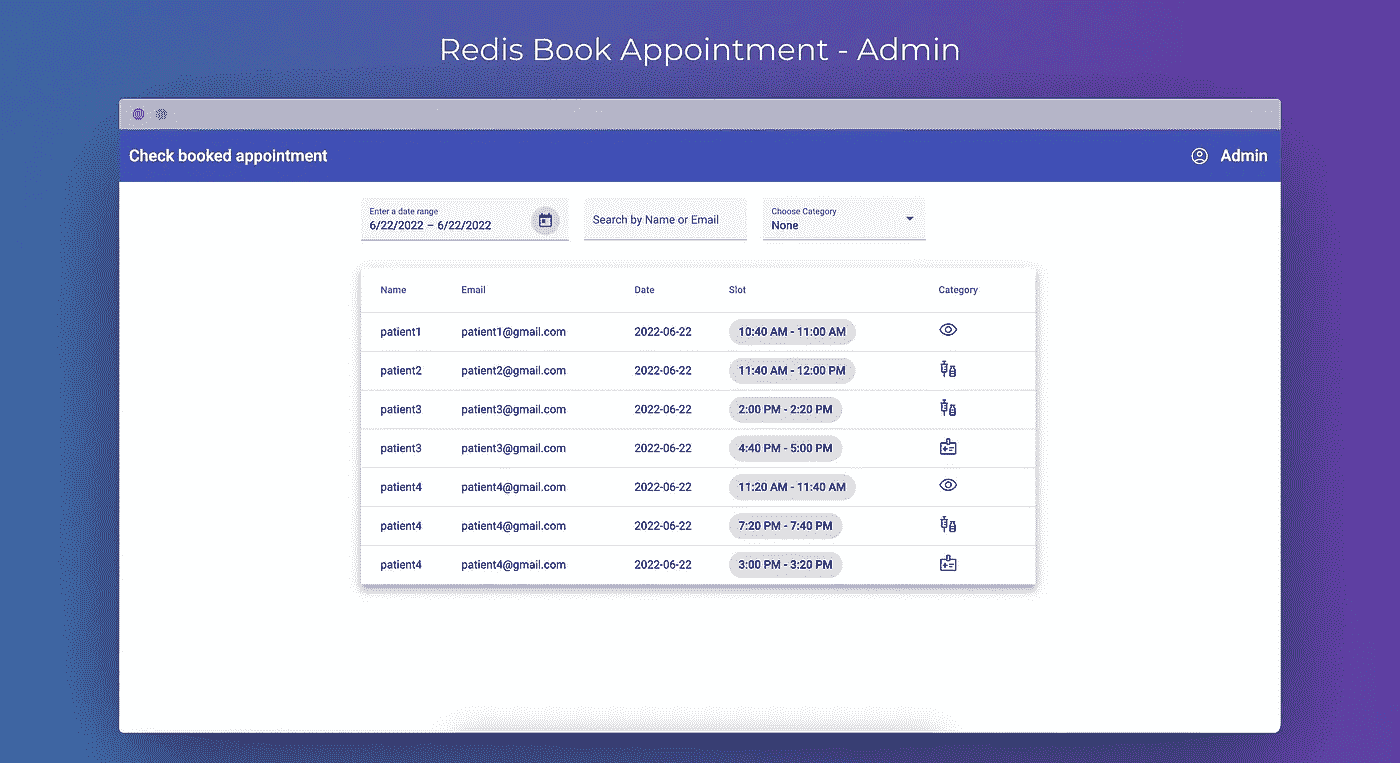 Redis Book Appointment - Admin
Check booked appointment
Admin
Enter a date range
6/22/2022 – 6/22/2022
Search by Name or Email
Choose Category
None
Name Email Date Slot Category
patient1 patient1@gmail.com 2022-06-22 10:40 AM - 11:00 AM
patient2 patient2@gmail.com 2022-06-22 11:40 AM - 12:00 PM
patient3 patient3@gmail.com 2022-06-22 2:00 PM - 2:20 PM
patient3 patient3@gmail.com 2022-06-22 4:40 PM - 5:00 PM
patient4 patient4@gmail.com 2022-06-22 11:20 AM - 11:40 AM
patient4 patient4@gmail.com 2022-06-22 7:20 PM - 7:40 PM
patient4 patient4@gmail.com 2022-06-22 3:00 PM - 3:20 PM